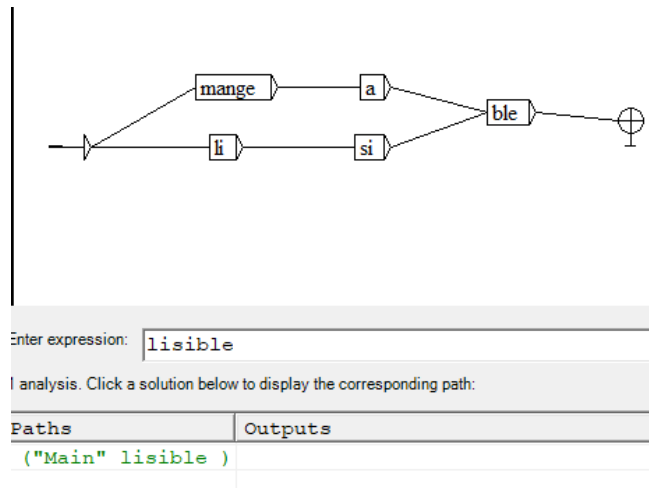 mange a
ble
li si
Enter expression: lisible
analysis. Click a solution below to display the corresponding path:
Paths Outputs
("Main" lisible )